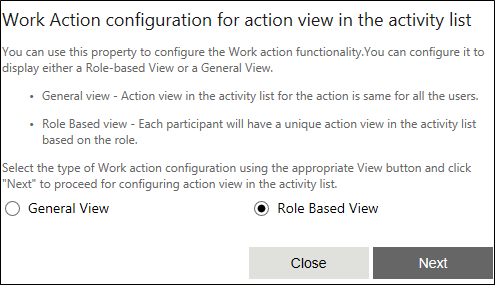 Work Action configuration for action view in the activity list
You can use this property to configure the Work action functionality.You can configure it to
display either a Role-based View or a General View.
• General view - Action view in the activity list for the action is same for all the users.
• Role Based view - Each participant will have a unique action view in the activity list
based on the role.
Select the type of Work action configuration using the appropriate View button and click
"Next" to proceed for configuring action view in the activity list.
General View Role Based View
Close Next